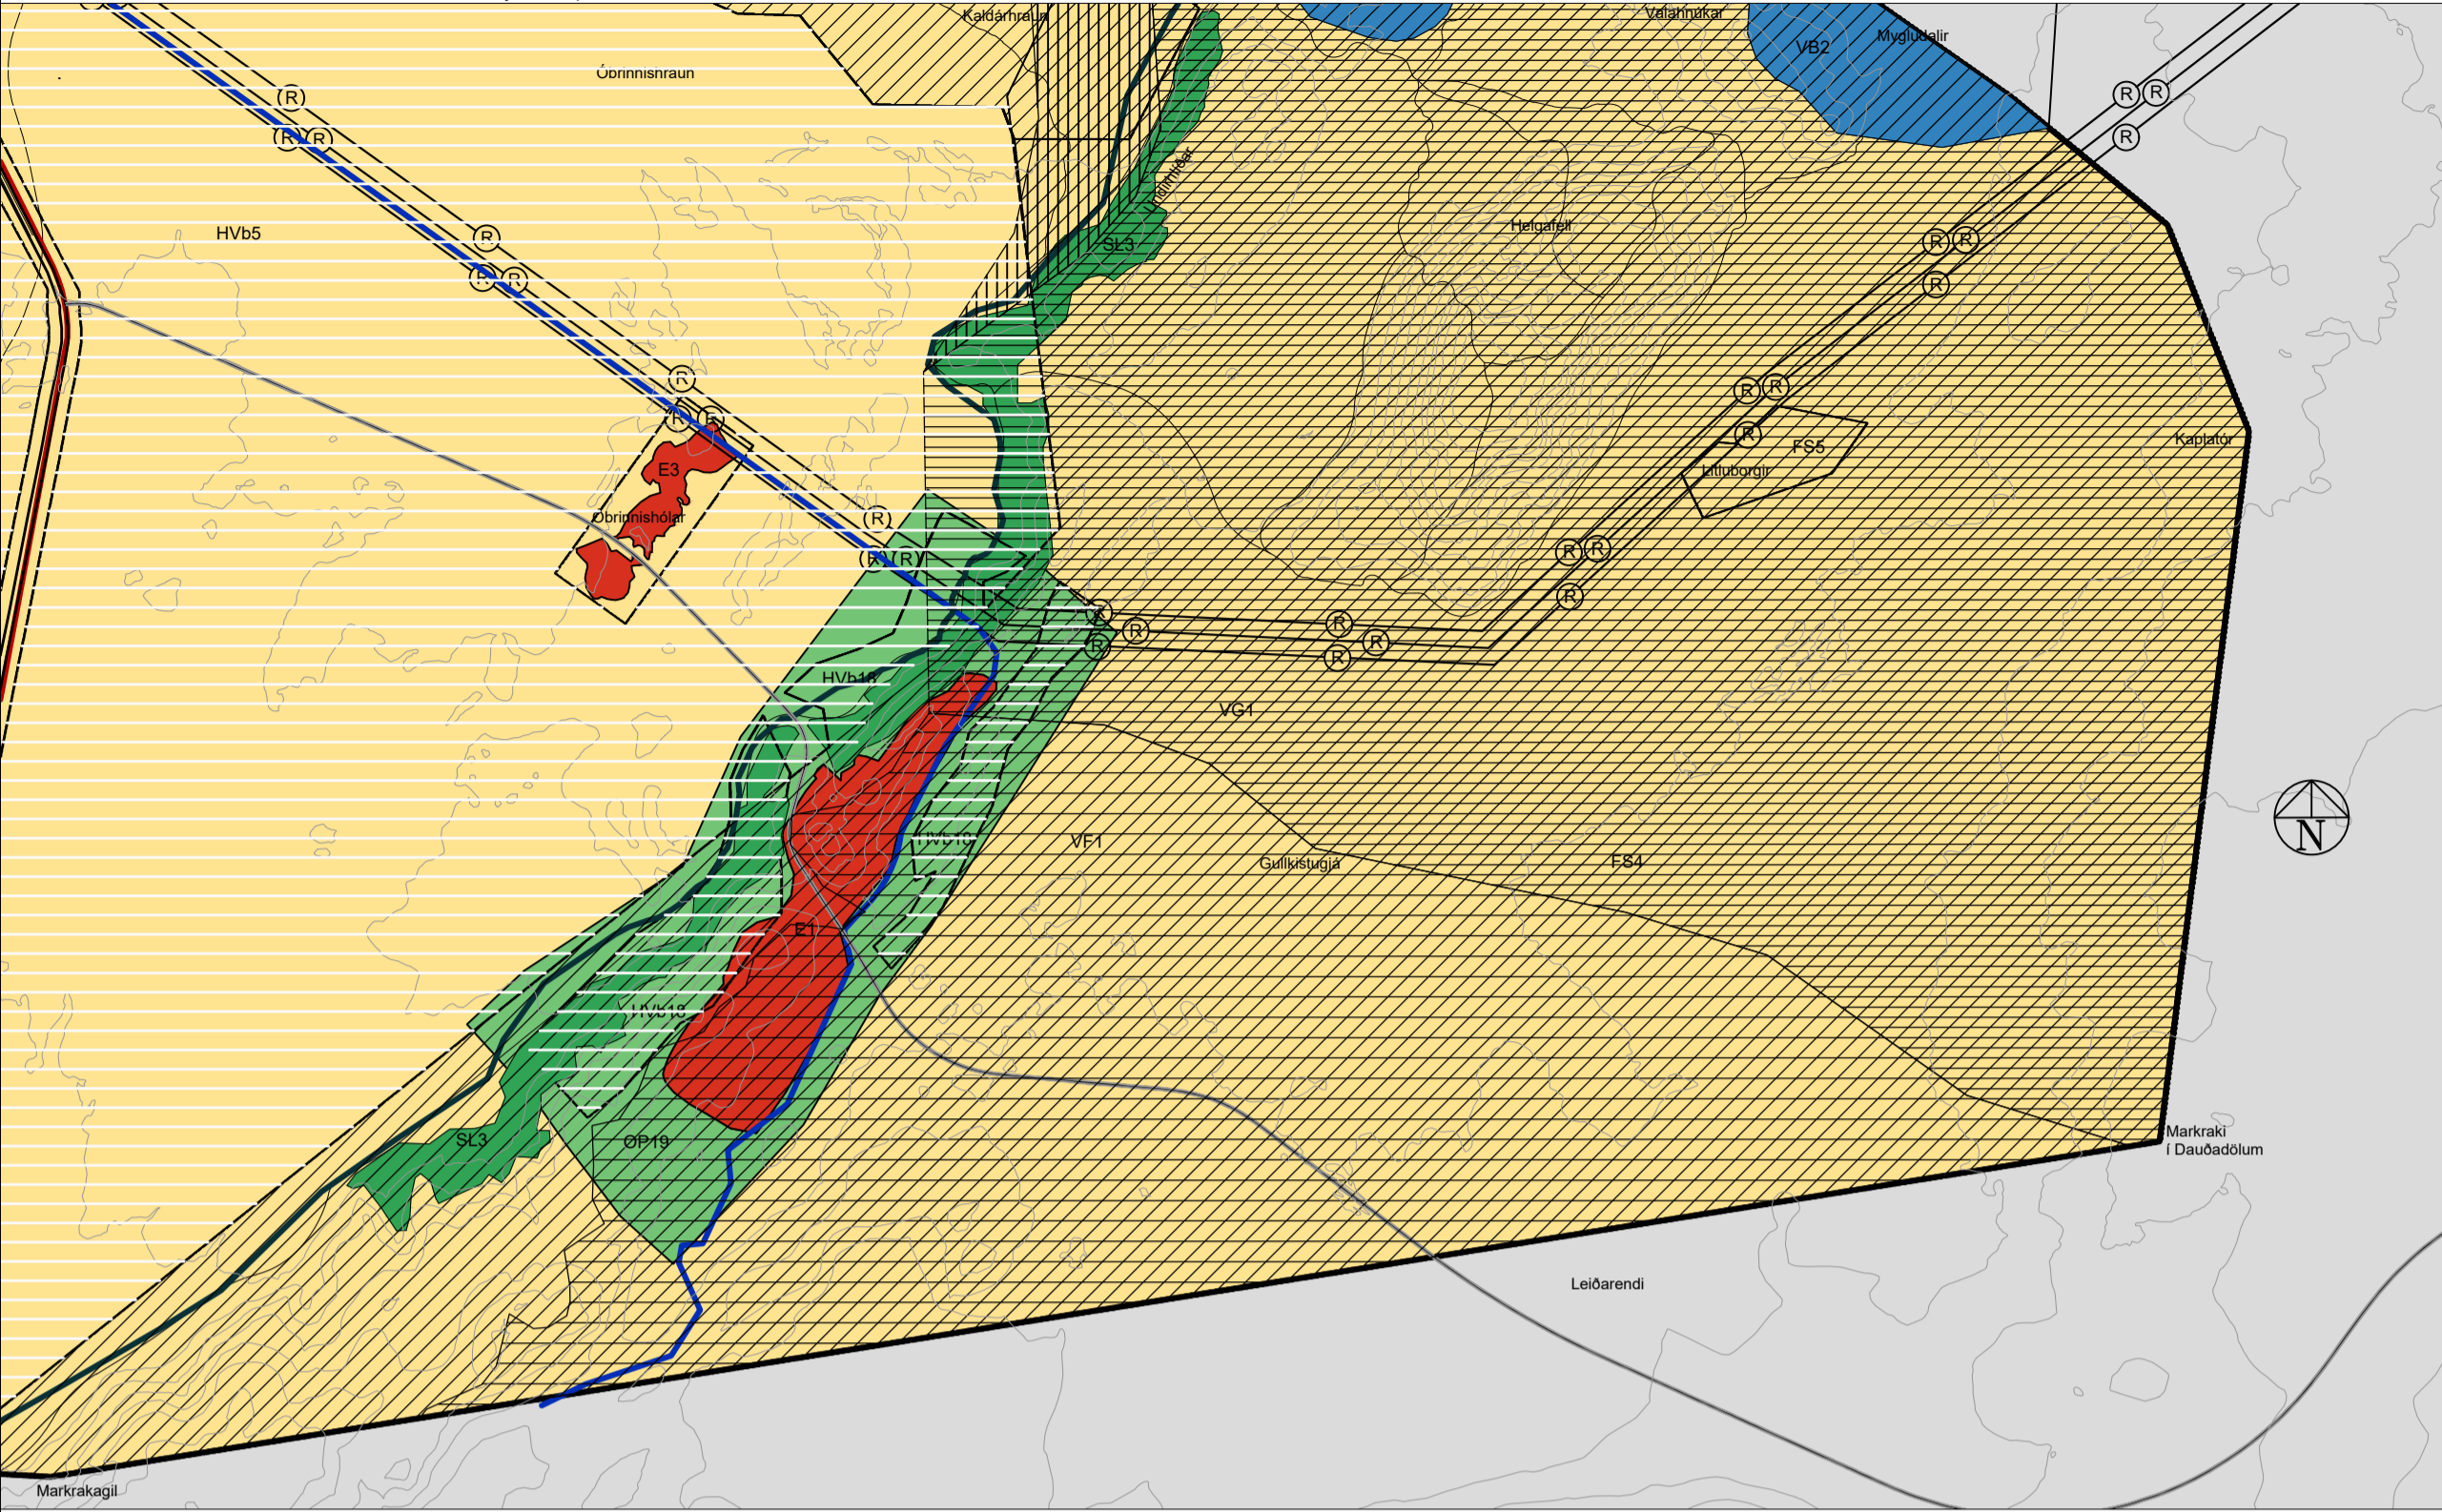 Kaldárhraun
Valahnúkar
VB2
Mygludalir
Óbrinnishraun
R
R
R
R
R
R
HVb5
R
R
R
SL3
Helgafell
R
R
R
R
R
R
R
R
R
R
FS5
Litluborgir
Kaplatór
E3
Óbrinnishólar
R
R
R
R
R
R
R
R
R
R
R
R
HVb18
VG1
N
HVb18
VF1
Gullkistugjá
FS4
E1
HVb18
SL3
OP19
Markraki
í Dauðadölum
Leiðarendi
Markrakagil